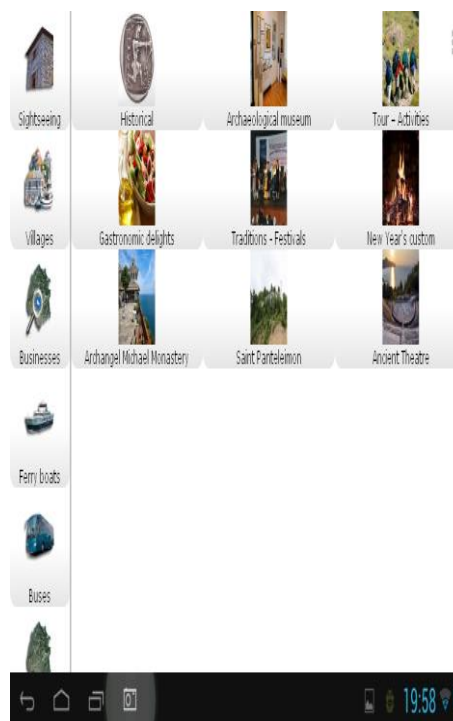 Sightseeing
Historical
Archaeological museum
Tour - Activities
Villages
Gastronomic delights
Traditions - Festivals
New Year's custom
Businesses
Archangel Michael Monastery
Saint Panteleimon
Ancient Theatre
Ferry boats
Buses
19:58